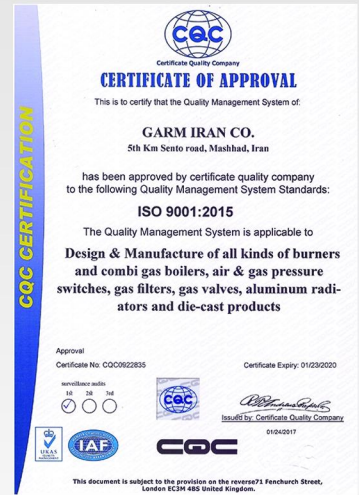 CQC
Certificate Quality Company
CERTIFICATE OF APPROVAL
This is to certify that the Quality Management System of:
GARM IRAN CO.
5th Km Sento road, Mashhad, Iran
has been approved by certificate quality company
to the following Quality Management System Standards:
ISO 9001:2015
The Quality Management System is applicable to
Design & Manufacture of all kinds of burners
and combi gas boilers, air & gas pressure
switches, gas filters, gas valves, aluminum radi-
ators and die-cast products
CQC CERTIFICATION
Approval
Certificate No: CQC0922835
Certificate Expiry: 01/23/2020
surveillance audits
1st 2st 3rd
CQC
Issued by: Certificate Quality Company
01/24/2017
UKAS
IAF
CQC
This document is subject to the provision on the reverse71 Fenchurch Street,
London EC3M 4BS United Kingdom.